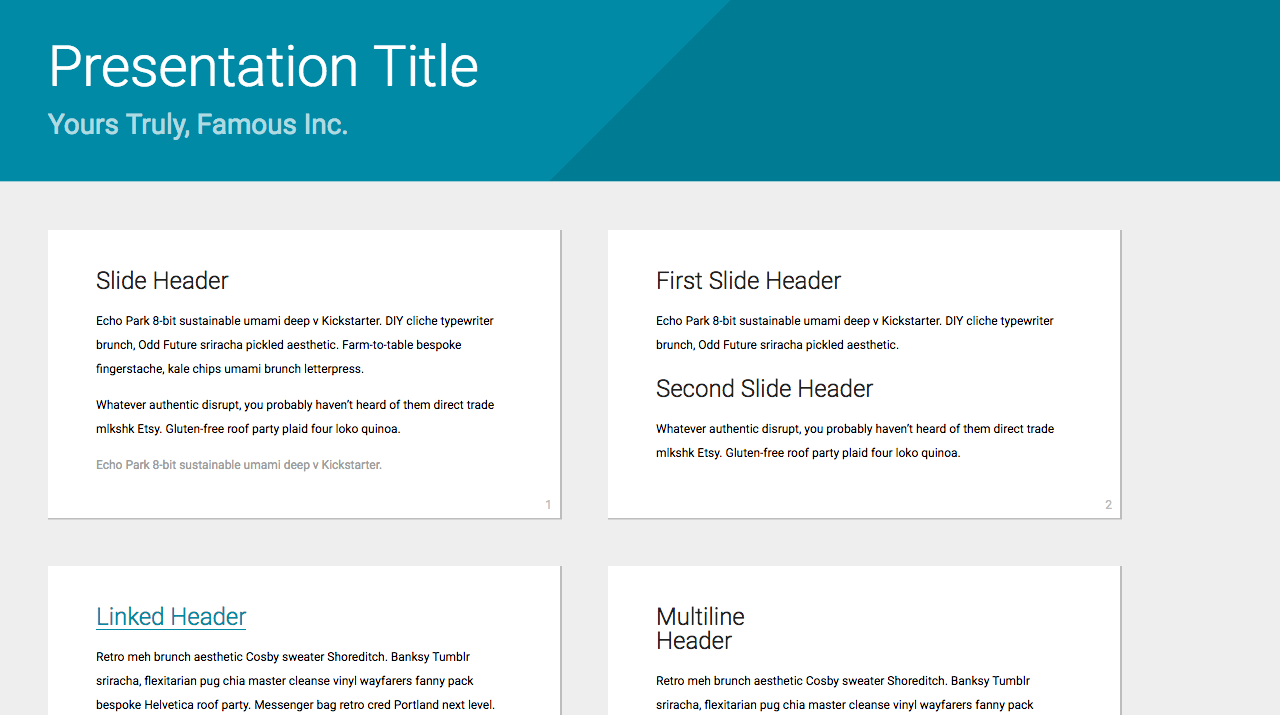 Presentation Title
Yours Truly, Famous Inc.
Slide Header
Echo Park 8-bit sustainable umami deep v Kickstarter. DIY cliche typewriter
brunch, Odd Future sriracha pickled aesthetic. Farm-to-table bespoke
fingerstache, kale chips umami brunch letterpress.
Whatever authentic disrupt, you probably haven’t heard of them direct trade
mlkshk Etsy. Gluten-free roof party plaid four loko quinoa.
Echo Park 8-bit sustainable umami deep v Kickstarter.
1
First Slide Header
Echo Park 8-bit sustainable umami deep v Kickstarter. DIY cliche typewriter
brunch, Odd Future sriracha pickled aesthetic.
Second Slide Header
Whatever authentic disrupt, you probably haven’t heard of them direct trade
mlkshk Etsy. Gluten-free roof party plaid four loko quinoa.
2
Linked Header
Retro meh brunch aesthetic Cosby sweater Shoreditch. Banksy Tumblr
sriracha, flexitarian pug chia master cleanse vinyl wayfarers fanny pack
bespoke Helvetica roof party. Messenger bag retro cred Portland next level.
Multiline
Header
Retro meh brunch aesthetic Cosby sweater Shoreditch. Banksy Tumblr
sriracha, flexitarian pug chia master cleanse vinyl wayfarers fanny pack